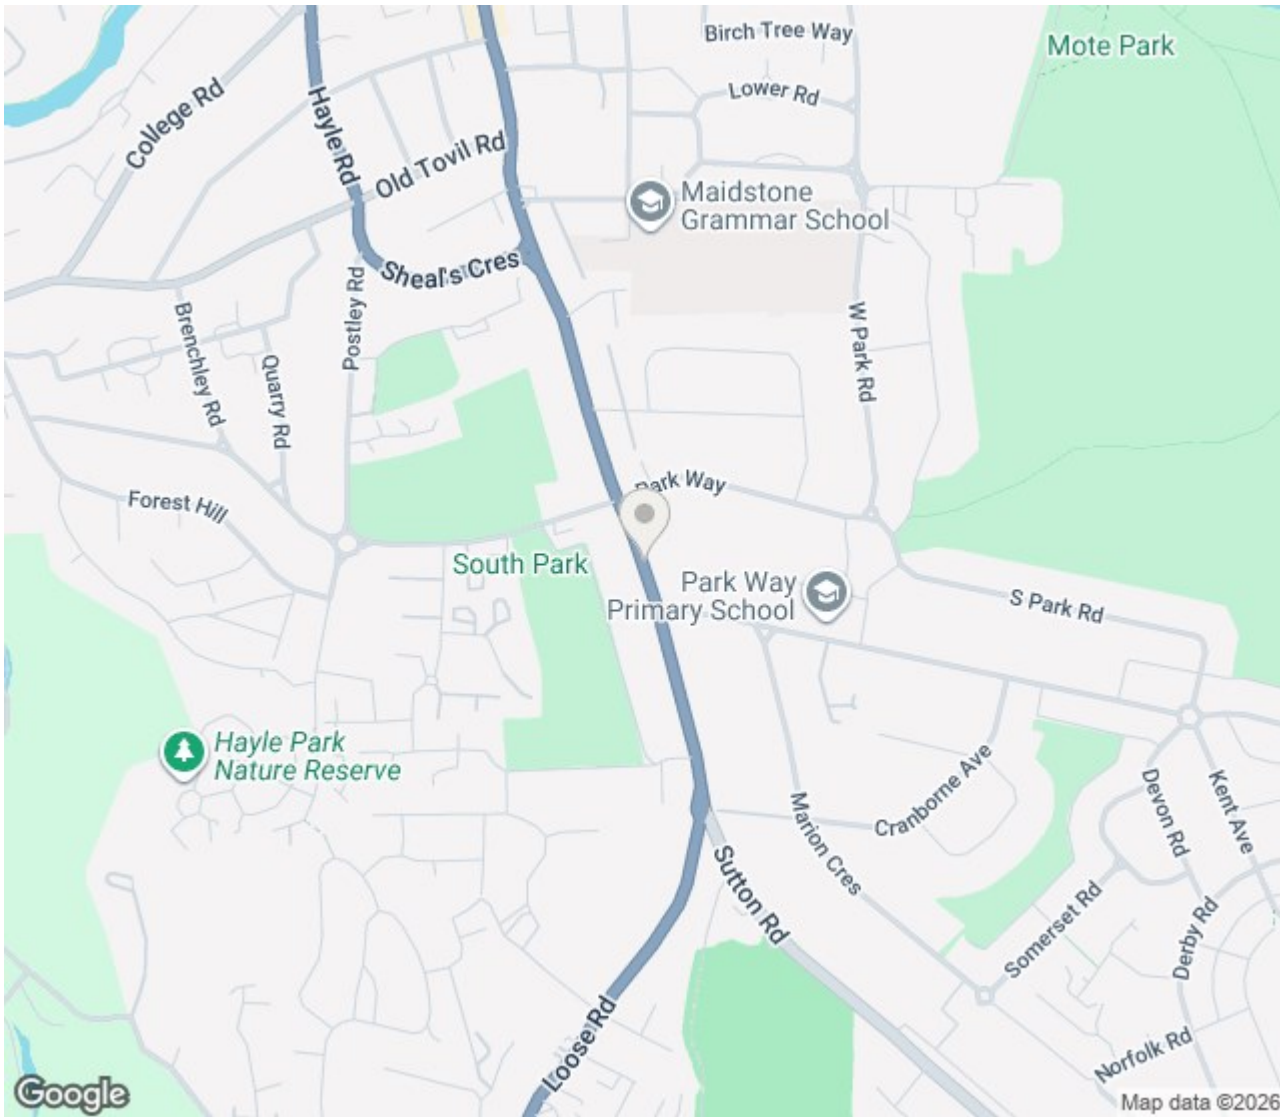 Birch Tree Way
Mote Park
Lower Rd
College Rd
Hayle Rd
Old Tovil Rd
Maidstone
Grammar School
Sheal's Cres
Postley Rd
Brenchley Rd
Quarry Rd
W Park Rd
Park Way
Forest Hill
South Park
Park Way
Primary School
S Park Rd
Hayle Park
Nature Reserve
Cranborne Ave
Marion Cres
Devon Rd
Kent Ave
Sutton Rd
Somerset Rd
Derby Rd
Loose Rd
Norfolk Rd
Google
Map data ©2026